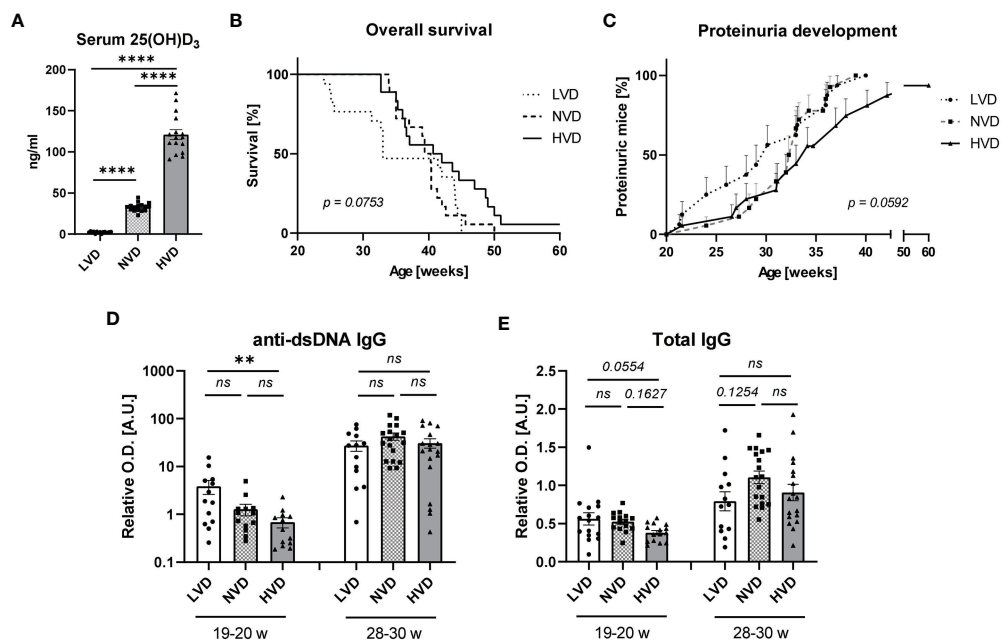 A
Serum 25(OH)D3
****
****
****
200
150
100
50
0
ng/ml
LVD
NVD
HVD
B
Overall survival
100
50
0
Survival [%]
20 30 40 50 60
Age [weeks]
p = 0.0753
LVD
NVD
HVD
C
Proteinuria development
100
50
0
Proteinuric mice [%]
20 25 30 35 40 50 60
Age [weeks]
p = 0.0592
LVD
NVD
HVD
D
anti-dsDNA IgG
** ns
ns ns ns ns
1000
100
10
1
0.1
Relative O.D. [A.U.]
LVD NVD HVD LVD NVD HVD
19-20 w 28-30 w
E
Total IgG
0.0554 ns
ns 0.1627 0.1254 ns
2.5
2.0
1.5
1.0
0.5
0.0
Relative O.D. [A.U.]
LVD NVD HVD LVD NVD HVD
19-20 w 28-30 w